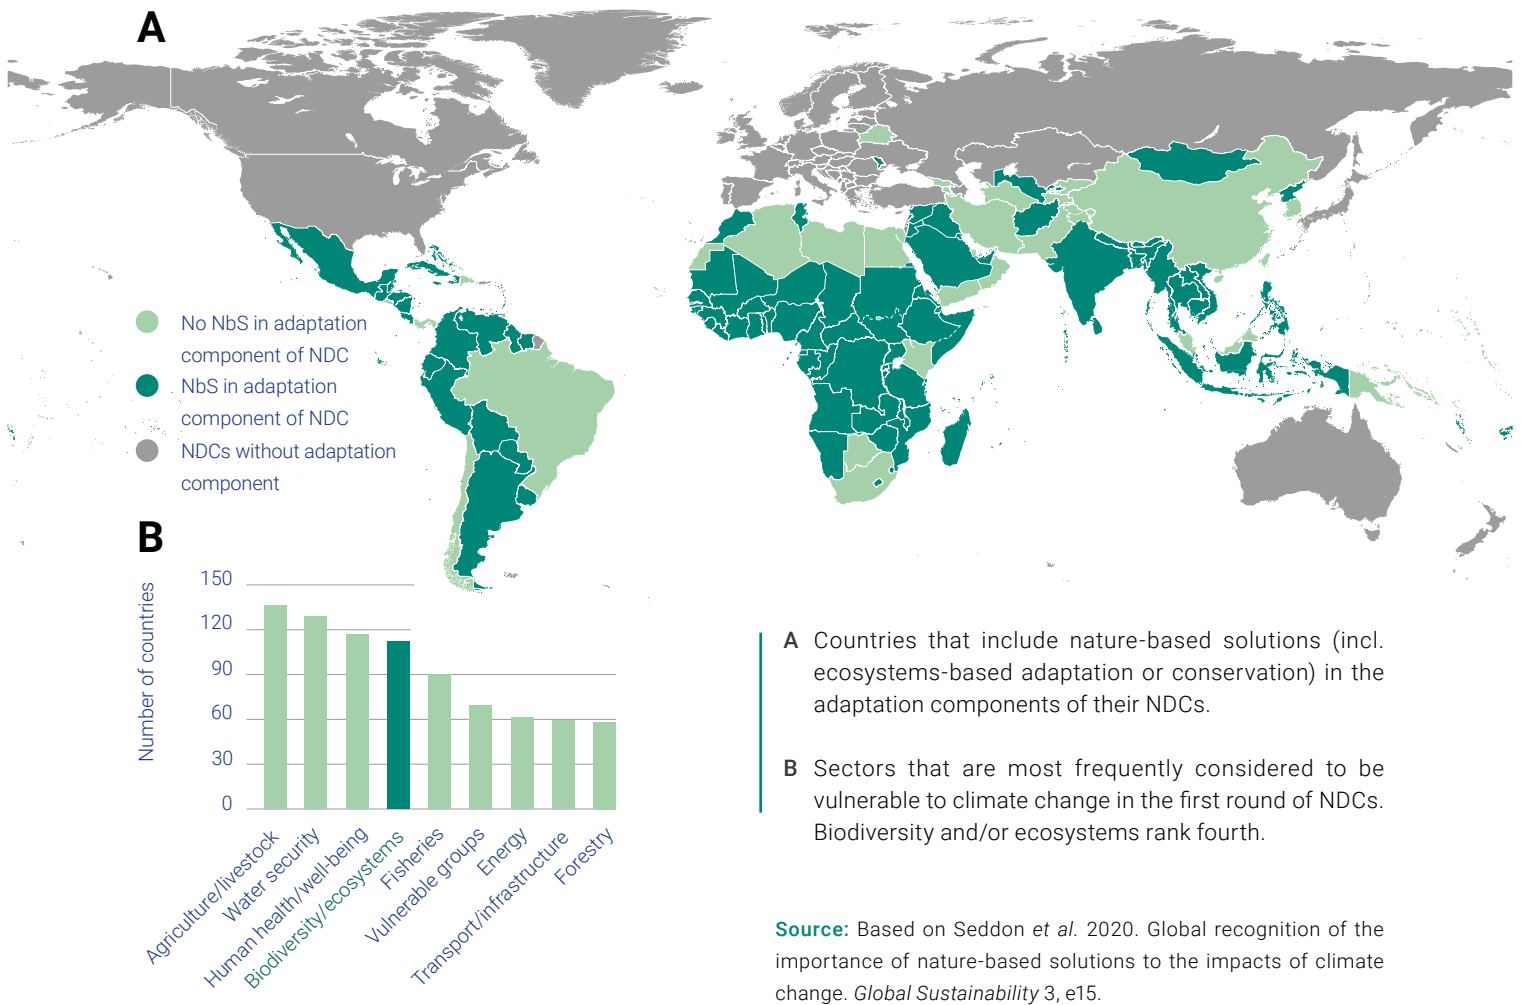 A
No NbS in adaptation
component of NDC
NbS in adaptation
component of NDC
NDCs without adaptation
component
B
Number of countries
150
120
90
60
30
0
Agriculture/livestock
Water security
Human health/well-being
Biodiversity/ecosystems
Fisheries
Vulnerable groups
Energy
Transport/infrastructure
Forestry
A Countries that include nature-based solutions (incl.
ecosystems-based adaptation or conservation) in the
adaptation components of their NDCs.
B Sectors that are most frequently considered to be
vulnerable to climate change in the first round of NDCs.
Biodiversity and/or ecosystems rank fourth.
Source: Based on Seddon et al. 2020. Global recognition of the
importance of nature-based solutions to the impacts of climate
change. Global Sustainability 3, e15.